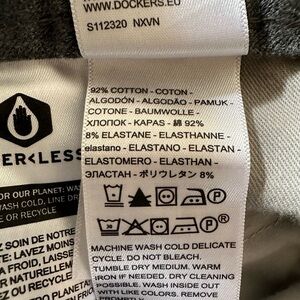 WWW.DOCKERS.EU
S112320 NXVN
92% COTTON - COTON -
ALGODÓN - ALGODÃO - PAMUK -
COTONE - BAUMWOLLE -
ХЛОПОК - KAPAS - 綿 92%
8% ELASTANE - ELASTHANNE -
elastano - ELASTANO - ELASTAN -
ELASTOMERO - ELASTHAN -
ЭЛАСТАН - ポリウレタン 8%
MACHINE WASH COLD DELICATE
CYCLE. DO NOT BLEACH.
TUMBLE DRY MEDIUM. WARM
IRON IF NEEDED. DRY CLEANING
POSSIBLE. WASH INSIDE OUT
WITH LIKE COLORS. REMOVE
ER<LESS
FOR OUR PLANET: WA
WASH COLD, LINE DR
E OR RECYCLE
Z SOIN DE NOTRE
TE: LAVEZ MOINS
A FROID, LAISSE
R NATURELLEM